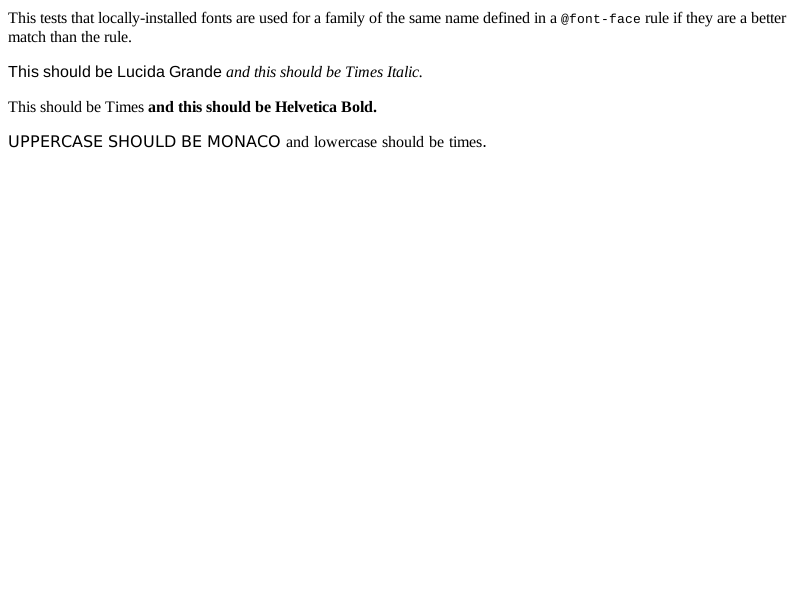 This tests that locally-installed fonts are used for a family of the same name defined in a @font-face rule if they are a better
match than the rule.
This should be Lucida Grande and this should be Times Italic.
This should be Times and this should be Helvetica Bold.
UPPERCASE SHOULD BE MONACO and lowercase should be times.